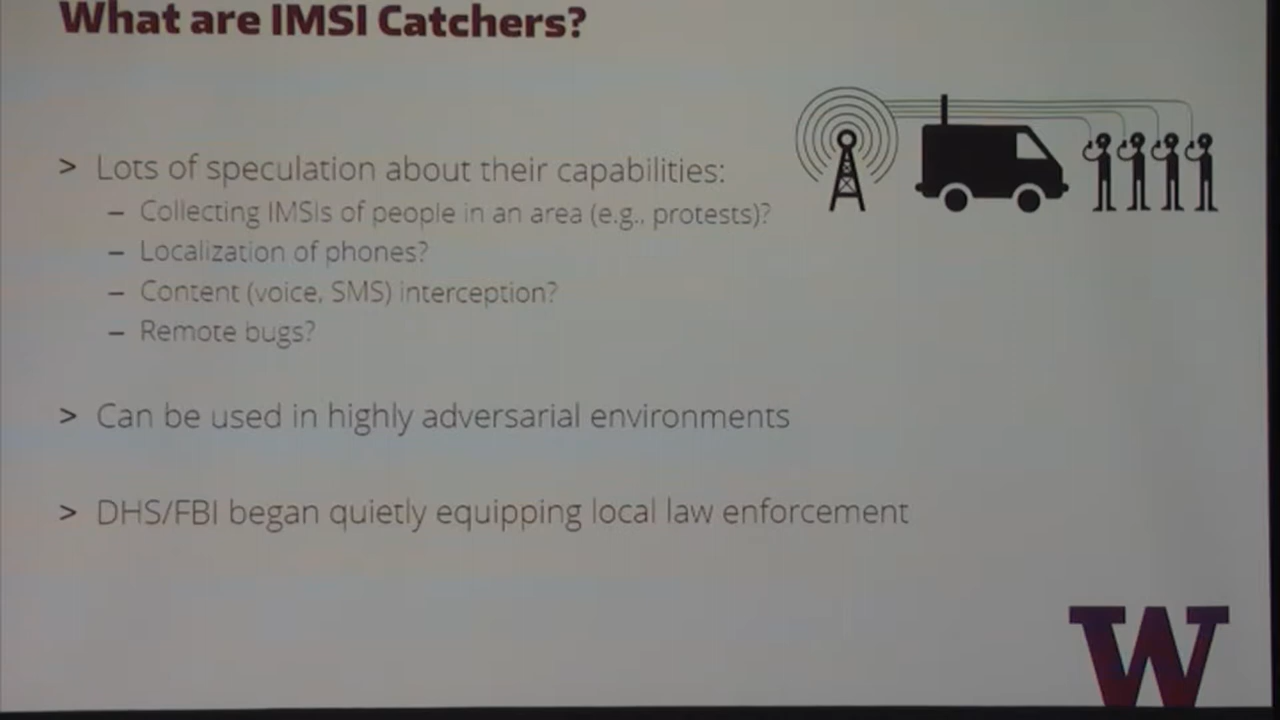 What are IMSI Catchers?
> Lots of speculation about their capabilities:
– Collecting IMSIs of people in an area (e.g., protests)?
– Localization of phones?
– Content (voice, SMS) interception?
– Remote bugs?
> Can be used in highly adversarial environments
> DHS/FBI began quietly equipping local law enforcement
W